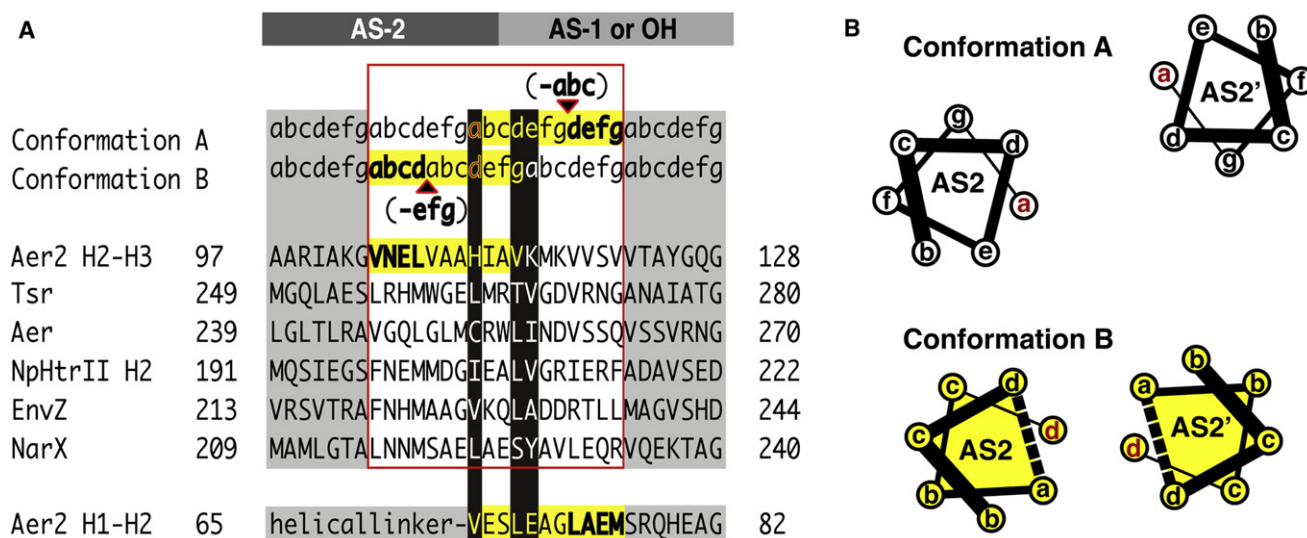 A
AS-2 AS-1 or OH
(-abc)
Conformation A abcdefgabcdefgabcdefgdefgabcdefg
Conformation B abcdefgabcdabcdefgabcdefgabcdefg
(-efg)
Aer2 H2-H3 97 AARIAKGVNELVAAHIAVKMKVVSVVTAYGQG 128
Tsr 249 MGQLAESLRHMWGELMRTVGDVRNGANAIATG 280
Aer 239 LGLTLRAVGQLGLMCRWLINDVSSQVSSVRNG 270
NpHtrII H2 191 MQSIEGSFNEMMDGIEALVGRIERFADAVSED 222
EnvZ 213 VRSVTRAFNHMAAGVKQLADDRTLLMAGVSHD 244
NarX 209 MAMLGTALNNMSAELAESYAVLEQRVQEKTAG 240
Aer2 H1-H2 65 helicallinker-VESLEAGLAEMSRQHEAG 82
B
Conformation A
g
c d
AS2
f a
b e
e b
a f
AS2'
d c
g
Conformation B
c d
c d
AS2
b a
b
b
a b
AS2'
d c
d c